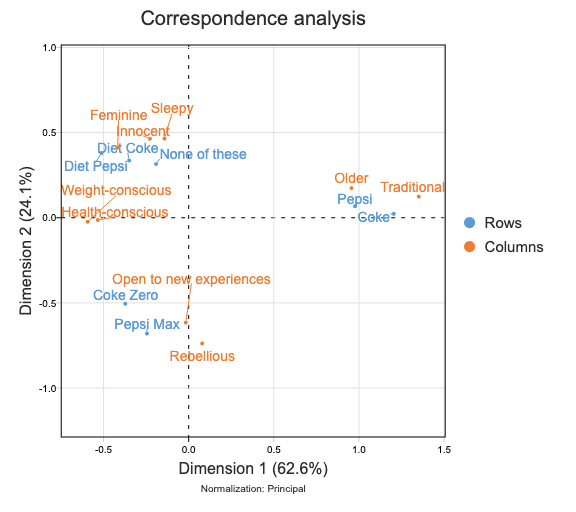 Correspondence analysis
1.0
Feminine
Sleepy
0.5
Innocent
Diet Coke
None of these
Diet Pepsi
Older
Traditional
Weight-conscious
Pepsi
Health-conscious
0.0
Coke
Rows
Columns
Dimension 2 (24.1%)
Open to new experiences
Coke Zero
-0.5
Pepsi Max
Rebellious
-1.0
-0.5 0.0 0.5 1.0 1.5
Dimension 1 (62.6%)
Normalization: Principal